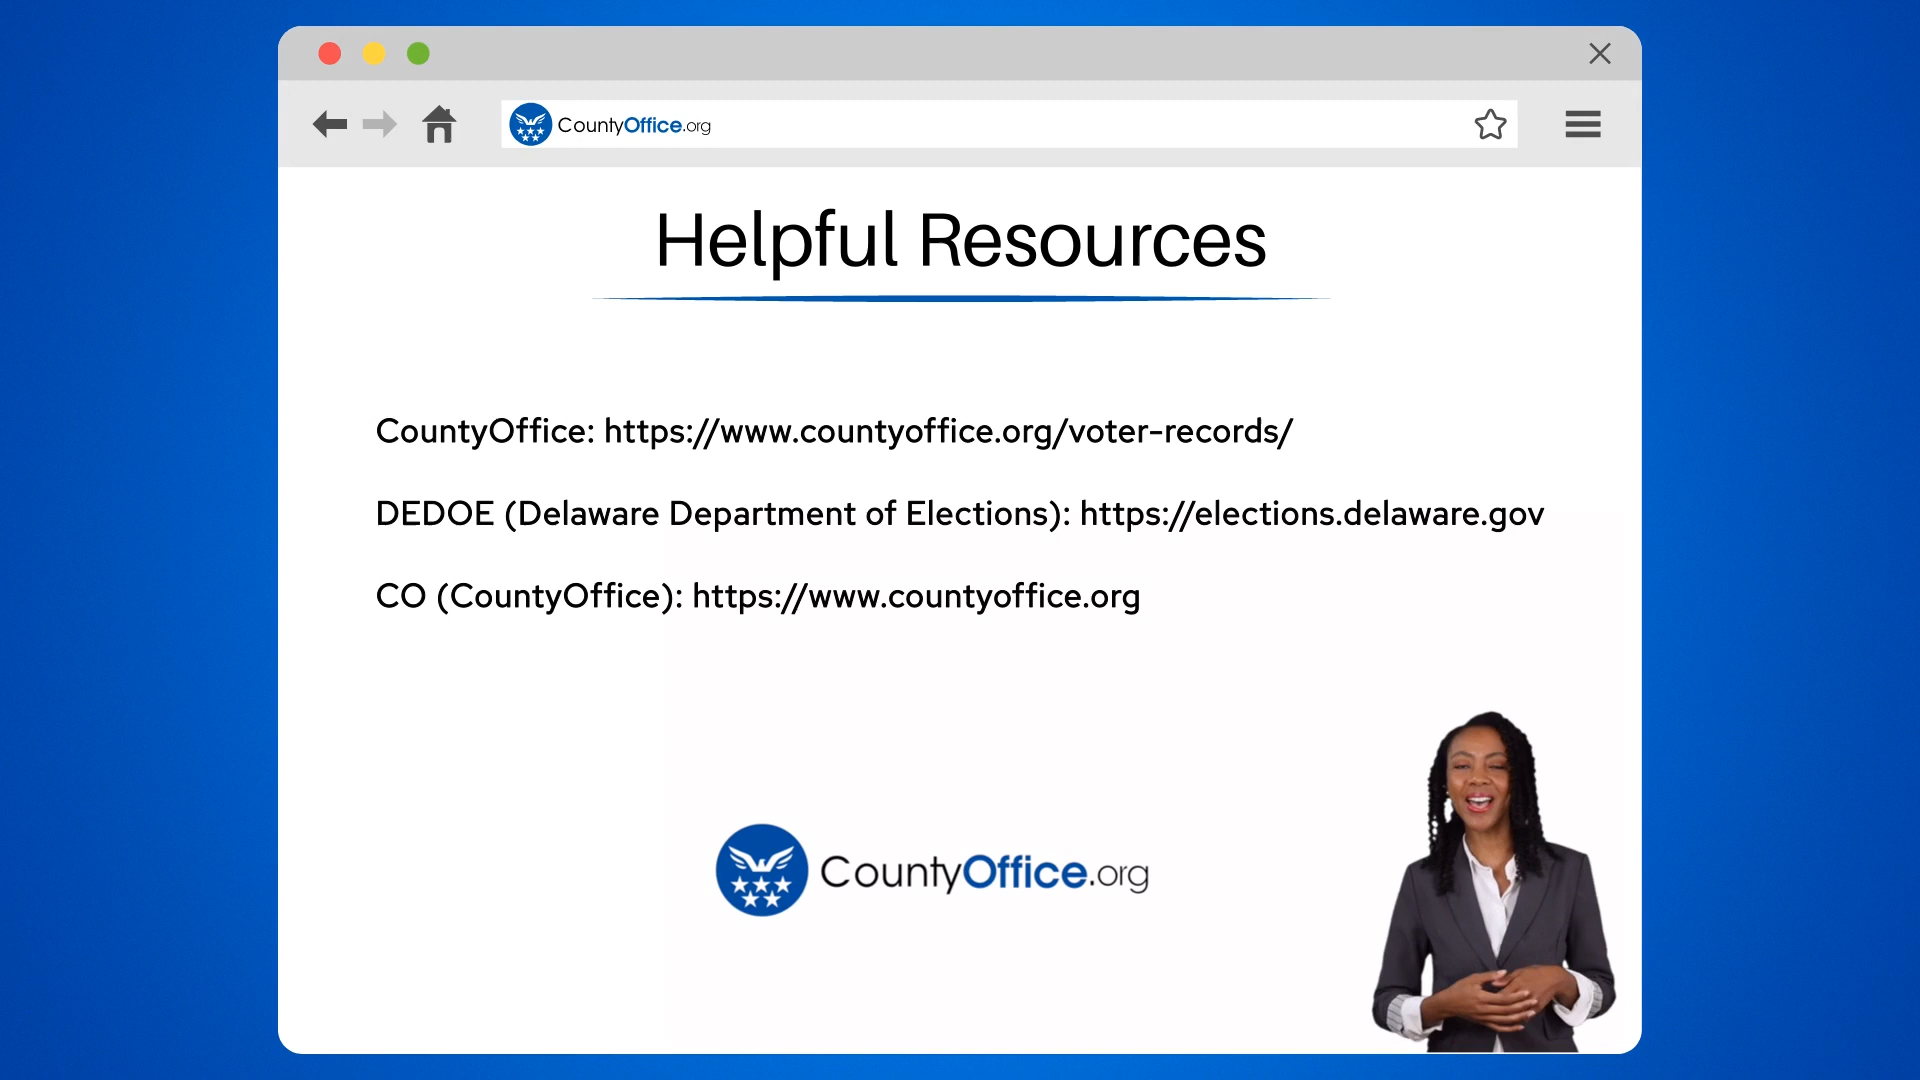 CountyOffice.org
Helpful Resources
CountyOffice: https://www.countyoffice.org/voter-records/
DEDOE (Delaware Department of Elections): https://elections.delaware.gov
CO (CountyOffice): https://www.countyoffice.org
CountyOffice.org